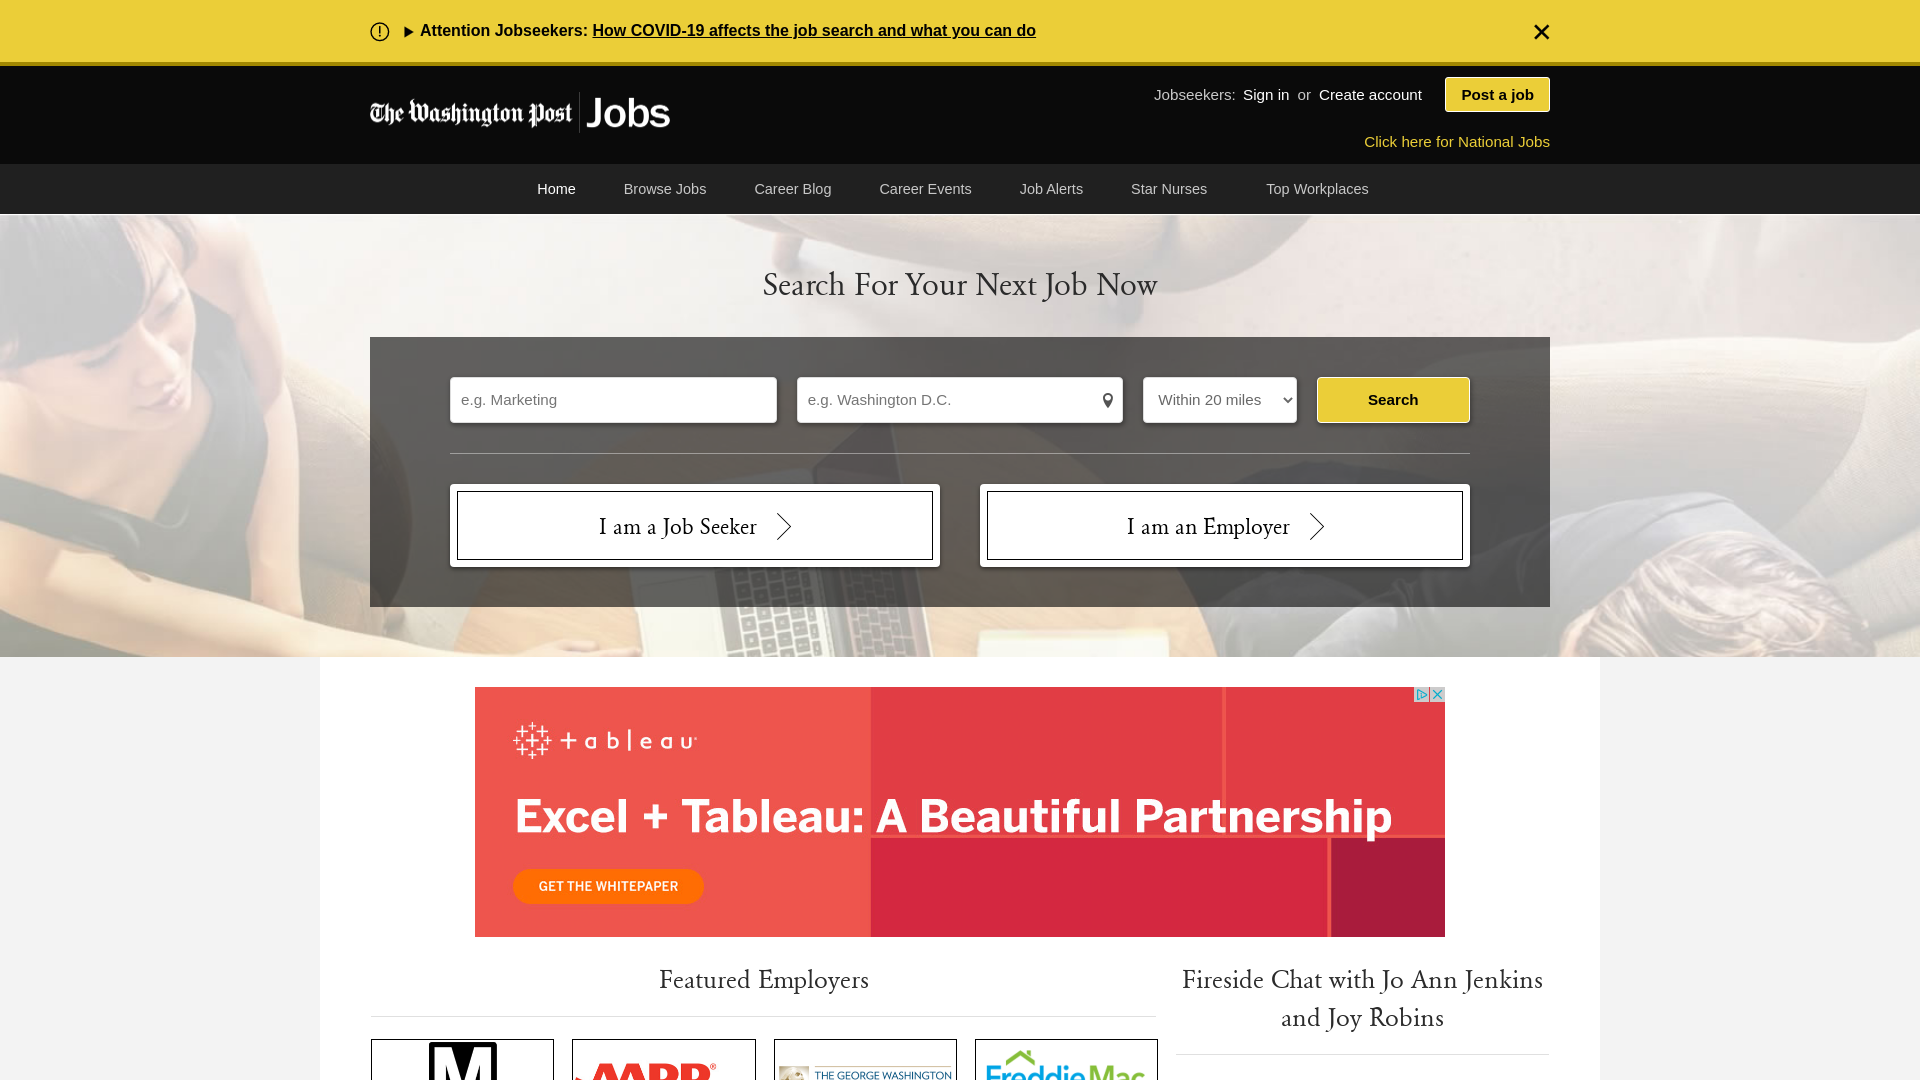 Attention Jobseekers: How COVID-19 affects the job search and what you can do
The Washington Post Jobs
Jobseekers: Sign in or Create account
Post a job
Click here for National Jobs
Home Browse Jobs Career Blog Career Events Job Alerts Star Nurses Top Workplaces
Search For Your Next Job Now
e.g. Marketing
e.g. Washington D.C.
Within 20 miles
Search
I am a Job Seeker
I am an Employer
+ a b l e a u
Excel + Tableau: A Beautiful Partnership
GET THE WHITEPAPER
Featured Employers
Fireside Chat with Jo Ann Jenkins
and Joy Robins
M
AARP®
THE GEORGE WASHINGTON
Freddie Mac